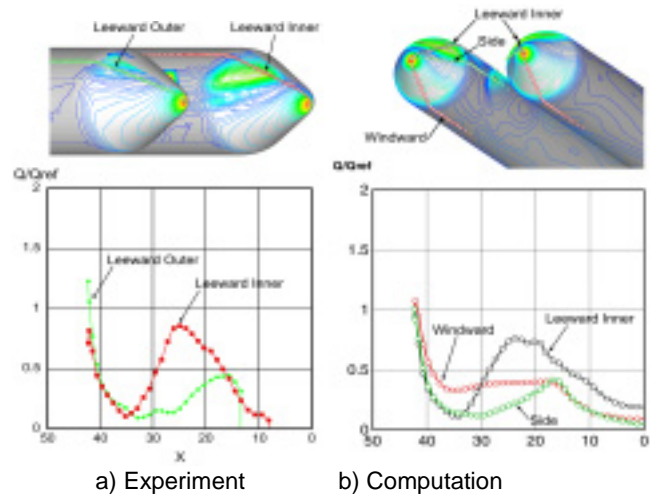 Leeward Outer
Leeward Inner
Leeward Inner
Side
Windward
Q/Qref
2
1.5
1
0.5
0
50 40 30 20 10 0
X
Leeward Outer
Leeward Inner
Q/Qref
2
1.5
1
0.5
0
50 40 30 20 10 0
Windward
Leeward Inner
Side
a) Experiment
b) Computation